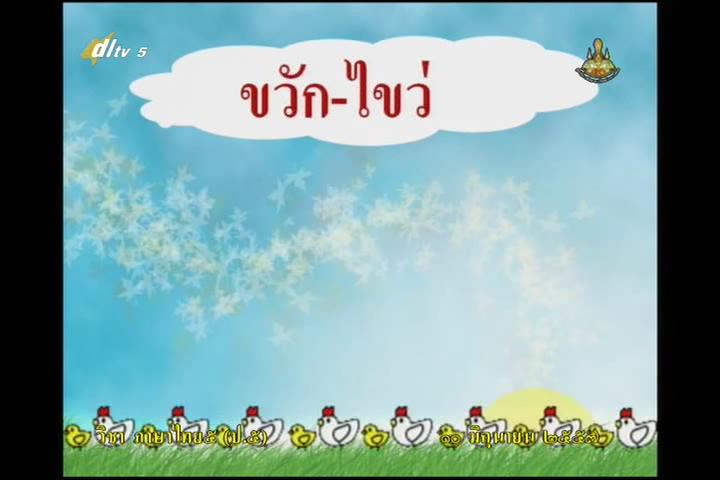 dltv 5
ขวัก-ไขว่
วิชา ภาษาไทย๕ (ป.๕)
๑๐ มิถุนายน ๒๕๕๗